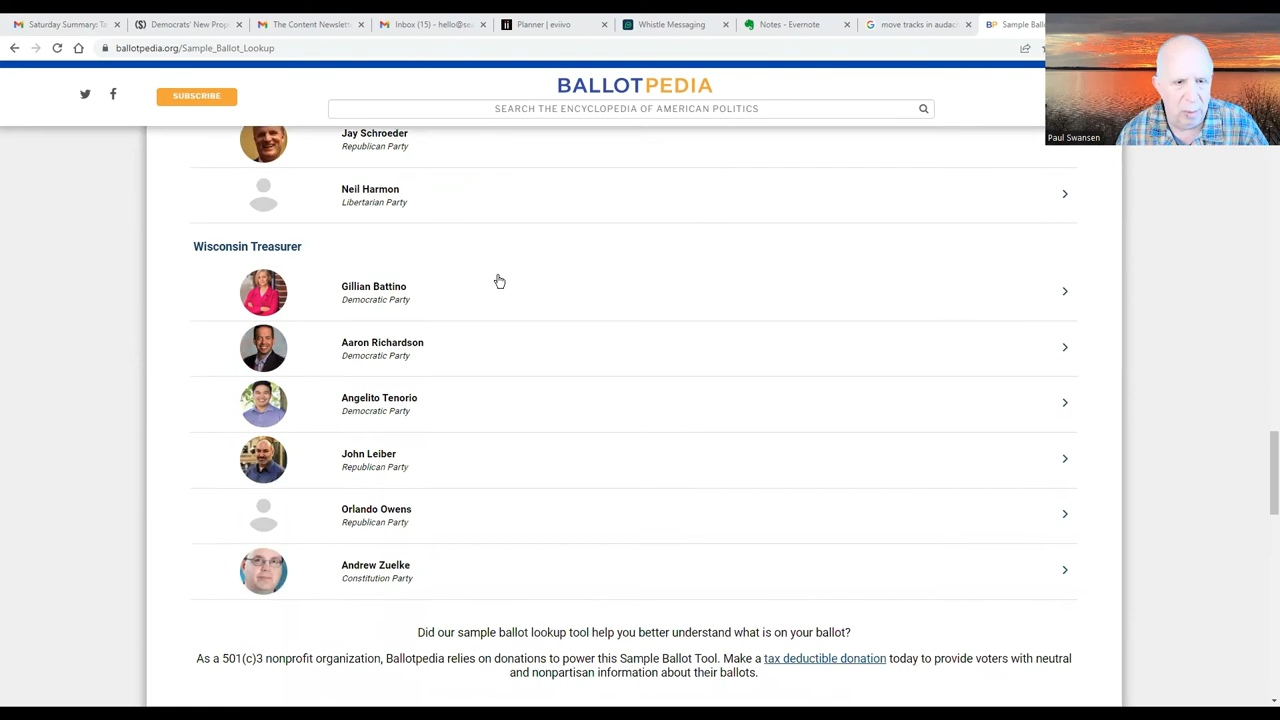 Saturday Summary: Ta
Democrats' New Prop
The Content Newslette
Inbox (15) - hello@sea
Planner | eviivo
Whistle Messaging
Notes - Evernote
move tracks in audac
Sample Ball
ballotpedia.org/Sample_Ballot_Lookup
SUBSCRIBE
BALLOTPEDIA
SEARCH THE ENCYCLOPEDIA OF AMERICAN POLITICS
Paul Swansen
Jay Schroeder
Republican Party
Neil Harmon
Libertarian Party
Wisconsin Treasurer
Gillian Battino
Democratic Party
Aaron Richardson
Democratic Party
Angelito Tenorio
Democratic Party
John Leiber
Republican Party
Orlando Owens
Republican Party
Andrew Zuelke
Constitution Party
Did our sample ballot lookup tool help you better understand what is on your ballot?
As a 501(c)3 nonprofit organization, Ballotpedia relies on donations to power this Sample Ballot Tool. Make a tax deductible donation today to provide voters with neutral
and nonpartisan information about their ballots.